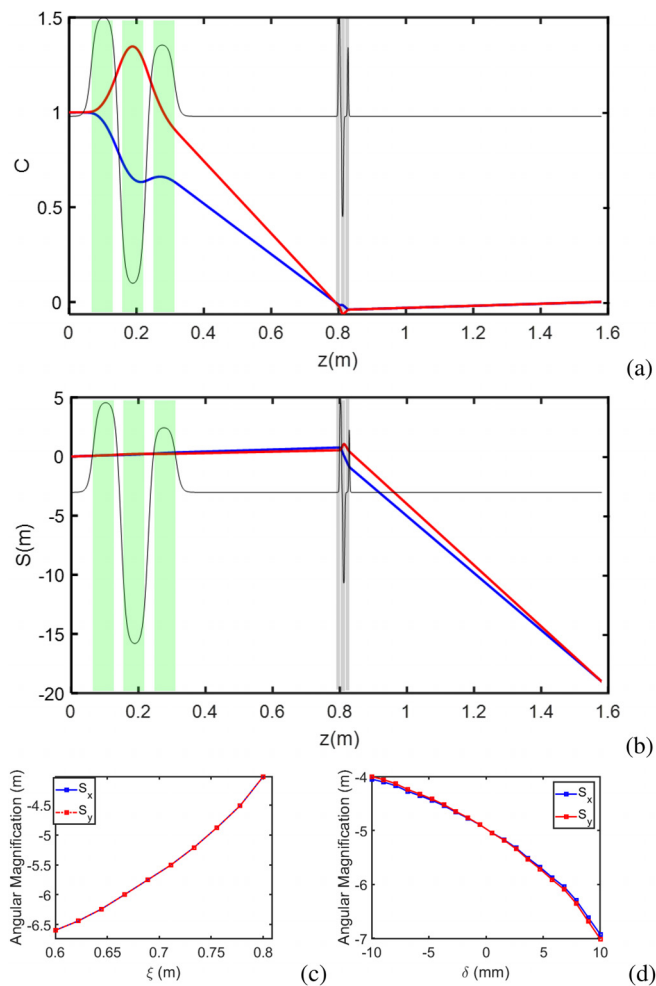 1.5
1
0.5
0
C
0 0.2 0.4 0.6 0.8 1 1.2 1.4 1.6
z(m)
(a)
5
0
-5
-10
-15
-20
S(m)
0 0.2 0.4 0.6 0.8 1 1.2 1.4 1.6
z(m)
(b)
Angular Magnification (m)
-4.5
-5
-5.5
-6
-6.5
S_x
S_y
0.6 0.65 0.7 0.75 0.8
ξ (m)
(c)
Angular Magnification (m)
-4
-5
-6
-7
S_x
S_y
-10 -5 0 5 10
δ (mm)
(d)